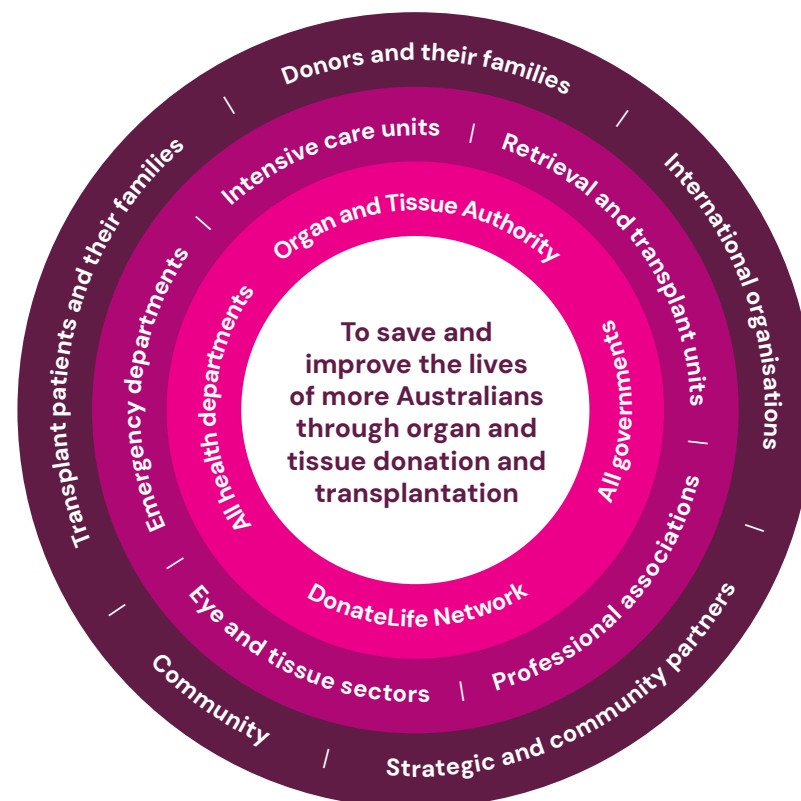 Donors and their families
|
International organisations
|
Strategic and community partners
|
Community
|
Transplant patients and their families
|
Intensive care units
|
Retrieval and transplant units
|
Professional associations
|
Eye and tissue sectors
|
Emergency departments
|
Organ and Tissue Authority
All governments
DonateLife Network
All health departments
To save and
improve the lives
of more Australians
through organ and
tissue donation and
transplantation